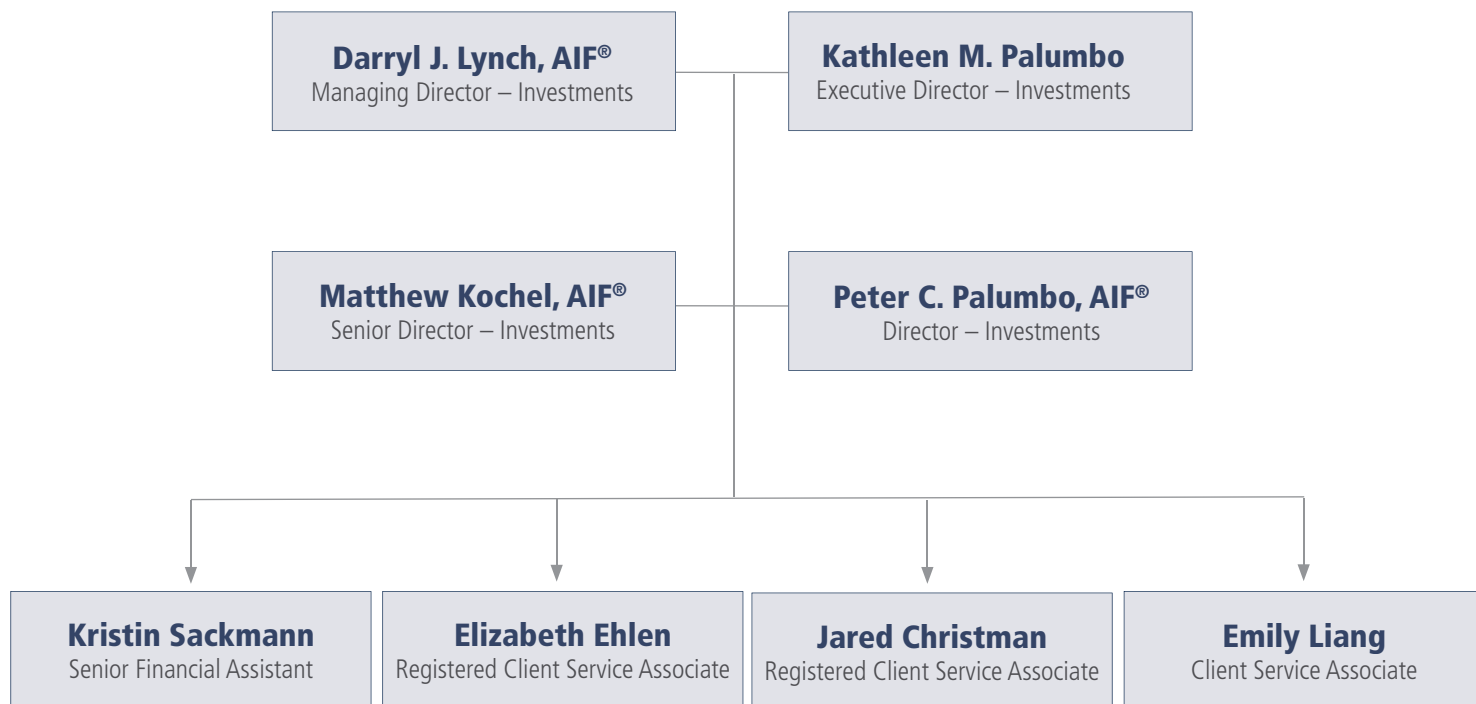 Darryl J. Lynch, AIF®
Managing Director – Investments
Kathleen M. Palumbo
Executive Director – Investments
Matthew Kochel, AIF®
Senior Director – Investments
Peter C. Palumbo, AIF®
Director – Investments
Kristin Sackmann
Senior Financial Assistant
Elizabeth Ehlen
Registered Client Service Associate
Jared Christman
Registered Client Service Associate
Emily Liang
Client Service Associate